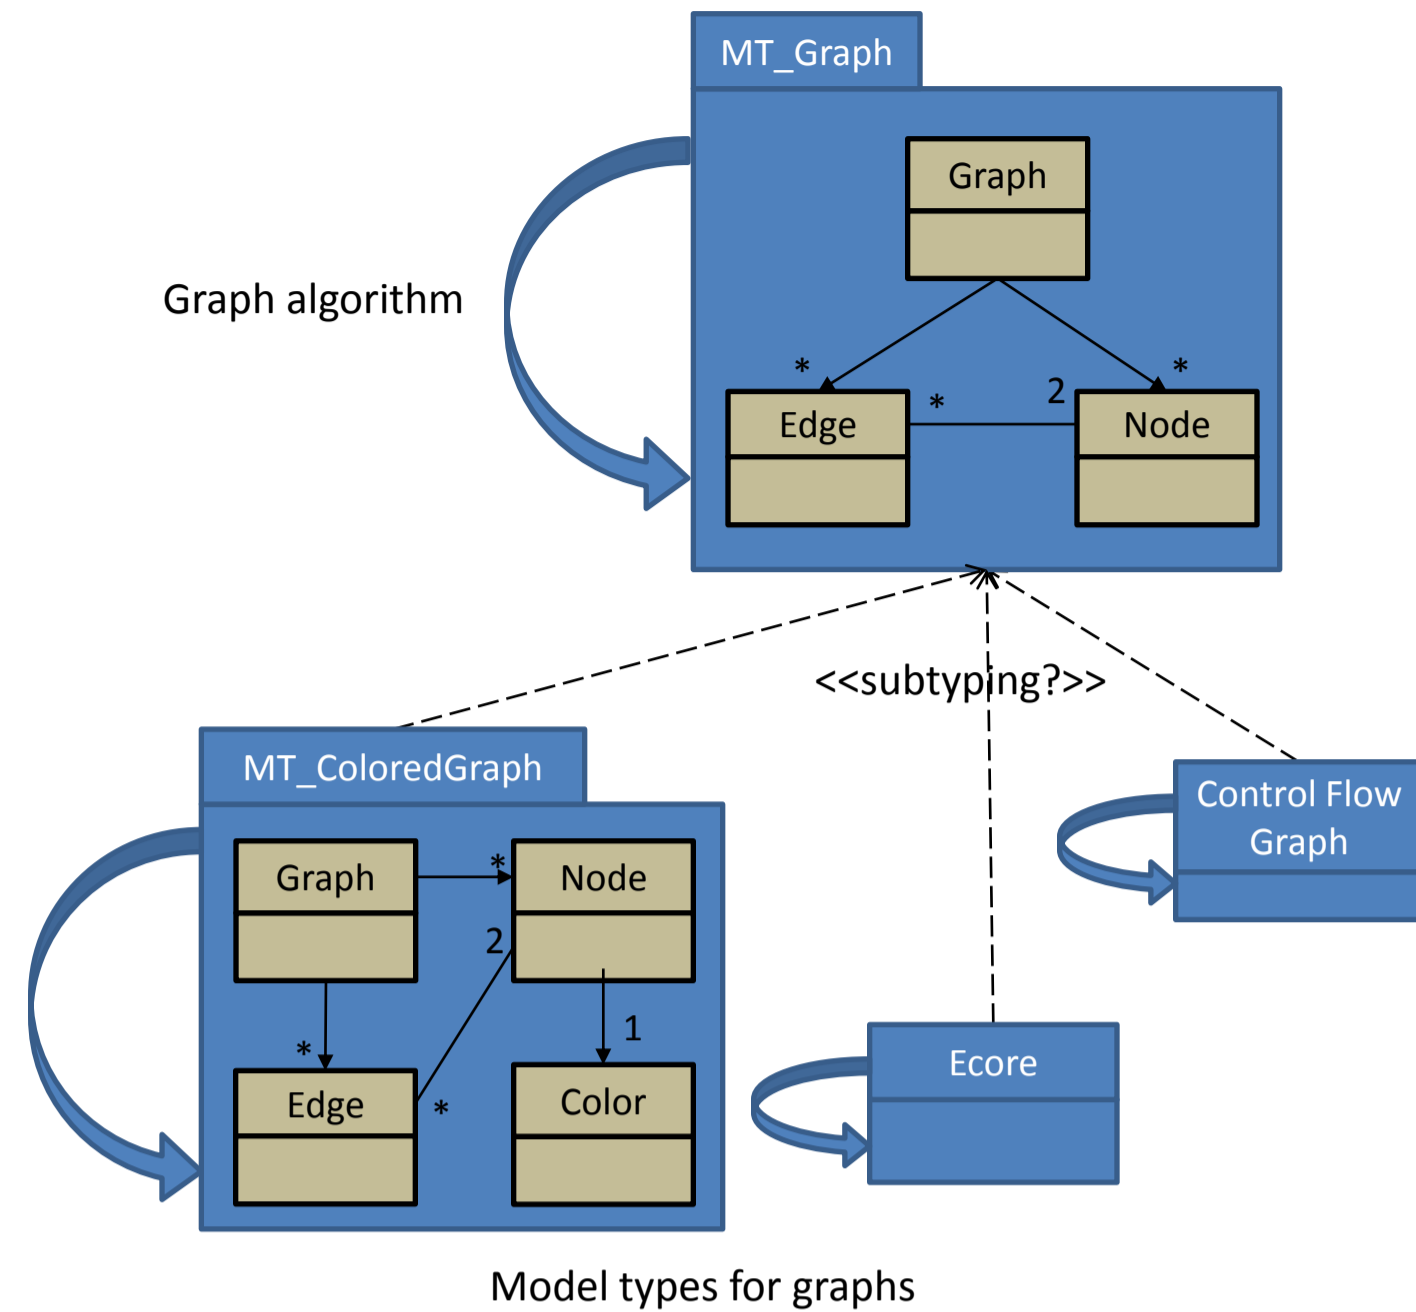 MT_Graph
Graph
Graph algorithm
*
*
Edge
*
2
Node
<<subtyping?>>
MT_ColoredGraph
Control Flow
Graph
Graph
*
Node
2
*
1
Edge
*
Color
Ecore
Model types for graphs